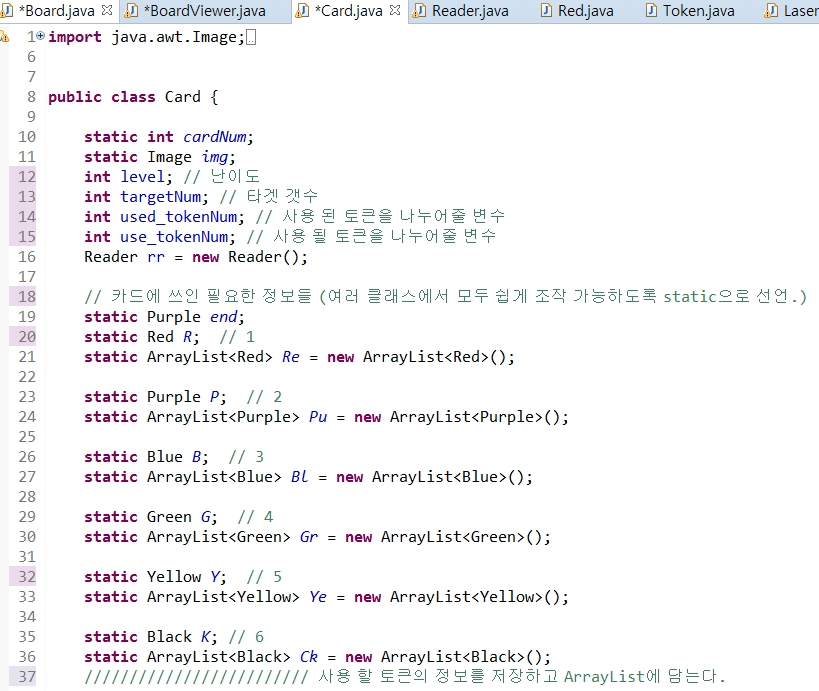 *Board.java *BoardViewer.java *Card.java Reader.java Red.java Token.java Laser
1 import java.awt.Image;
6
7
8 public class Card {
9
10 static int cardNum;
11 static Image img;
12 int level; // 난이도
13 int targetNum; // 타겟 갯수
14 int used_tokenNum; // 사용 된 토큰을 나누어줄 변수
15 int use_tokenNum; // 사용 될 토큰을 나누어줄 변수
16 Reader rr = new Reader();
17
18 // 카드에 쓰인 필요한 정보들 (여러 클래스에서 모두 쉽게 조작 가능하도록 static으로 선언.)
19 static Purple end;
20 static Red R; // 1
21 static ArrayList<Red> Re = new ArrayList<Red>();
22
23 static Purple P; // 2
24 static ArrayList<Purple> Pu = new ArrayList<Purple>();
25
26 static Blue B; // 3
27 static ArrayList<Blue> Bl = new ArrayList<Blue>();
28
29 static Green G; // 4
30 static ArrayList<Green> Gr = new ArrayList<Green>();
31
32 static Yellow Y; // 5
33 static ArrayList<Yellow> Ye = new ArrayList<Yellow>();
34
35 static Black K; // 6
36 static ArrayList<Black> Ck = new ArrayList<Black>();
37 ///////////////////////// 사용 할 토큰의 정보를 저장하고 ArrayList에 담는다.